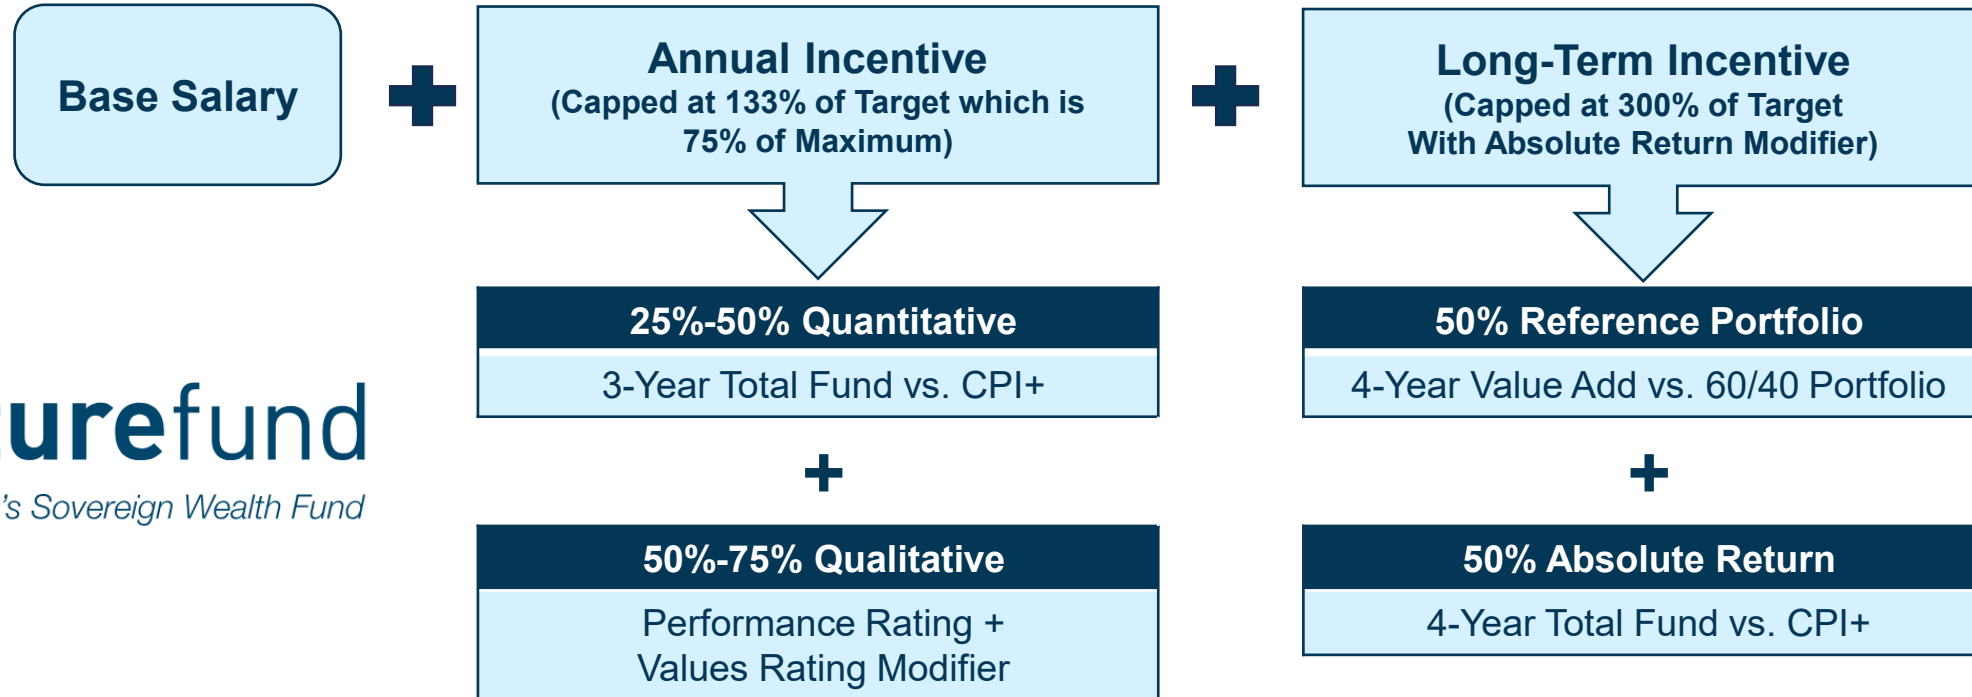 Base Salary
Annual Incentive
(Capped at 133% of Target which is
75% of Maximum)
Long-Term Incentive
(Capped at 300% of Target
With Absolute Return Modifier)
25%-50% Quantitative
3-Year Total Fund vs. CPI+
50% Reference Portfolio
4-Year Value Add vs. 60/40 Portfolio
urefund
's Sovereign Wealth Fund
50%-75% Qualitative
Performance Rating +
Values Rating Modifier
50% Absolute Return
4-Year Total Fund vs. CPI+